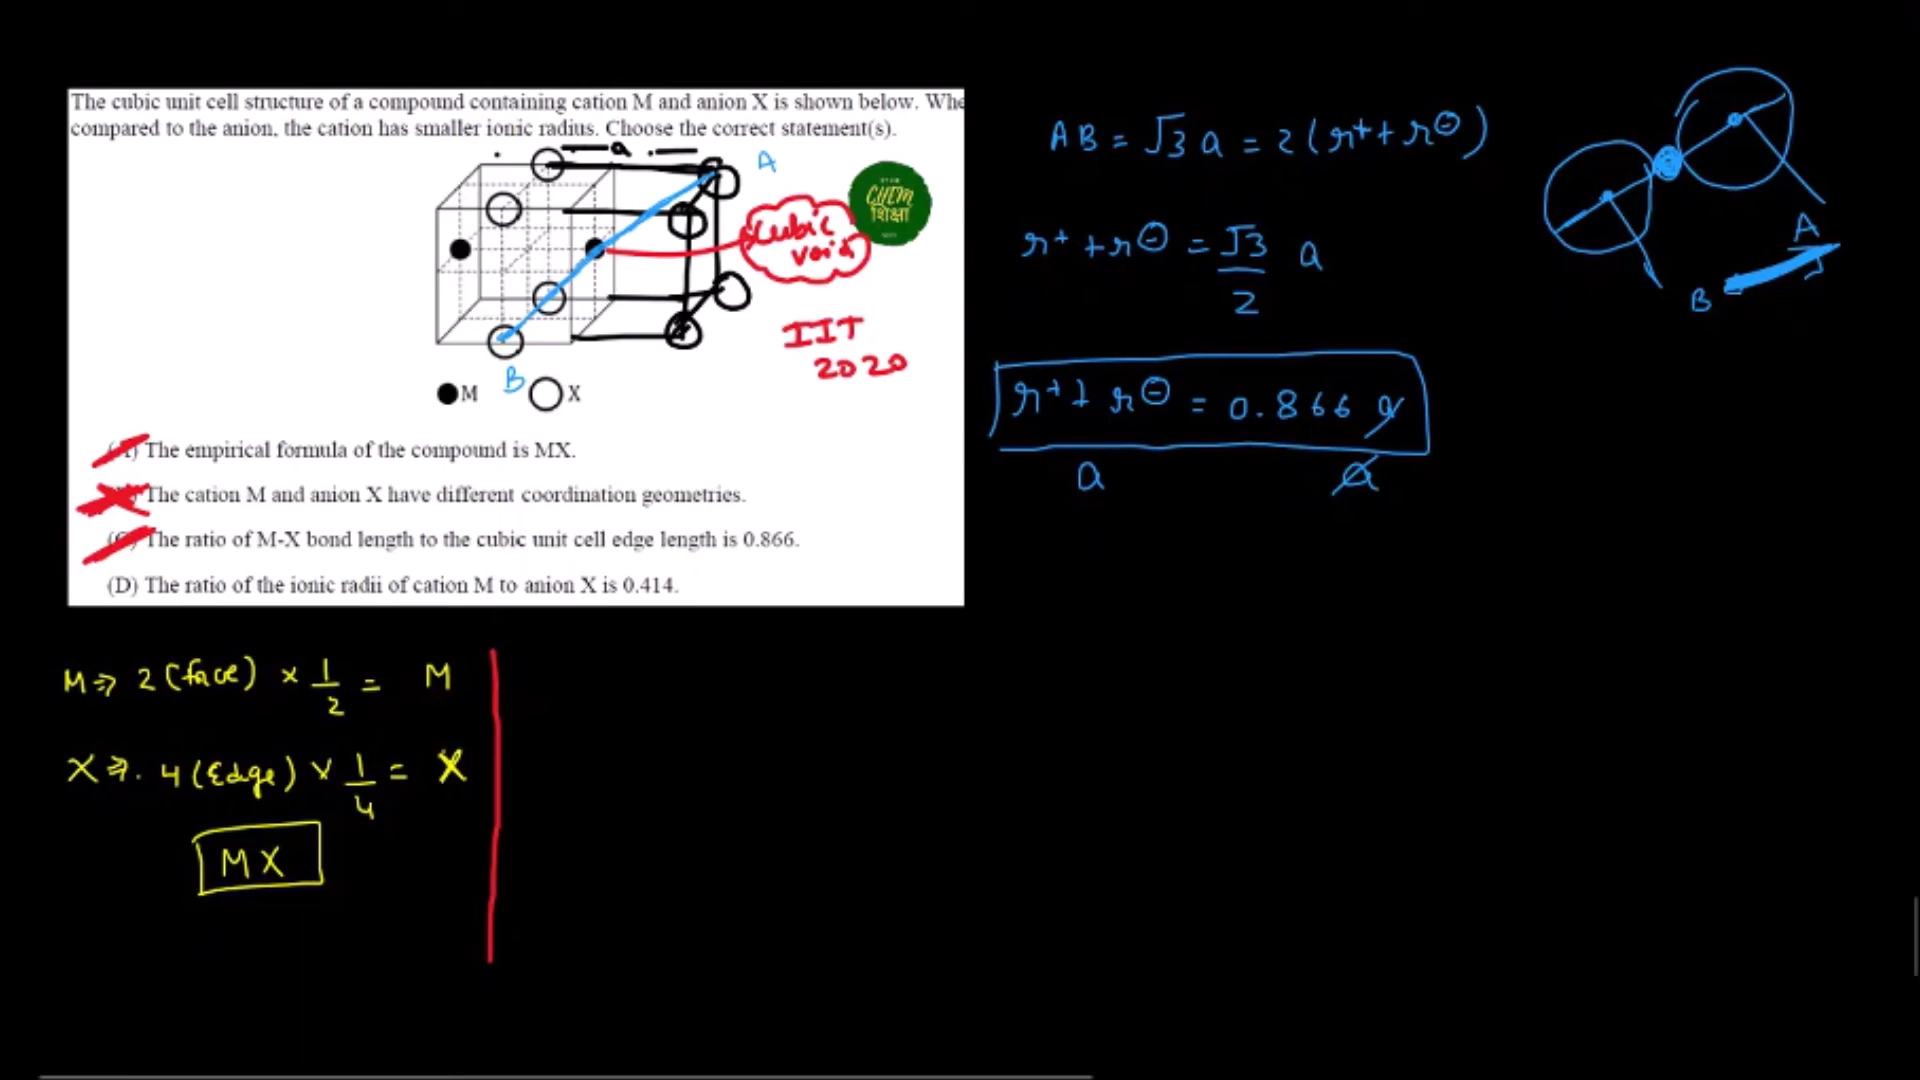 The cubic unit cell structure of a compound containing cation M and anion X is shown below. Whe
compared to the anion, the cation has smaller ionic radius. Choose the correct statement(s).
a
A
CHEM
शिक्षा
Cubic
void
IIT
2020
B
M X
The empirical formula of the compound is MX.
The cation M and anion X have different coordination geometries.
The ratio of M-X bond length to the cubic unit cell edge length is 0.866.
(D) The ratio of the ionic radii of cation M to anion X is 0.414.
M ⇒ 2 (face) × 1/2 = M
X ⇒ . 4 (Edge) × 1/4 = X
MX
AB = √3 a = 2 (r⁺ + r⊖)
r⁺ + r⊖ = √3/2 a
r⁺ + r⊖ = 0.866 a
a a
A
B